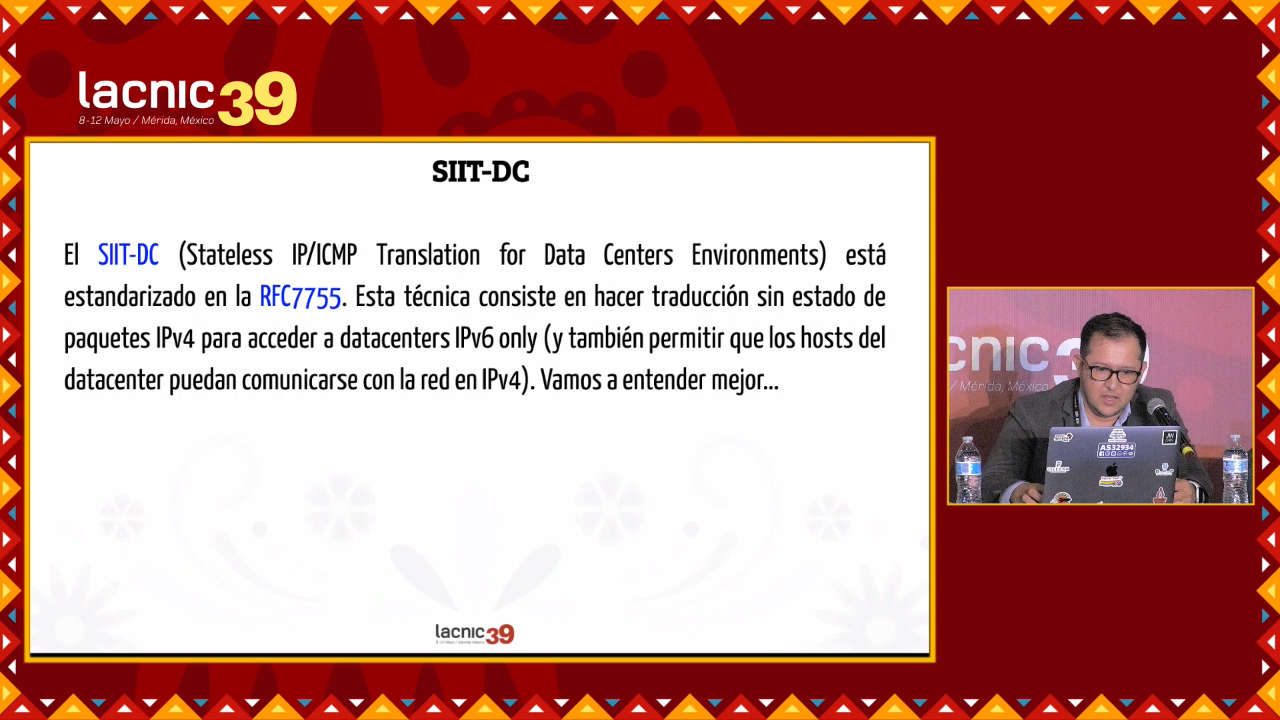 lacnic39
8-12 Mayo / Mérida, México
SIIT-DC
El SIIT-DC (Stateless IP/ICMP Translation for Data Centers Environments) está
estandarizado en la RFC7755. Esta técnica consiste en hacer traducción sin estado de
paquetes IPv4 para acceder a datacenters IPv6 only (y también permitir que los hosts del
datacenter puedan comunicarse con la red en IPv4). Vamos a entender mejor...
lacnic39
cnic39
/ Mérida, México
AS32934